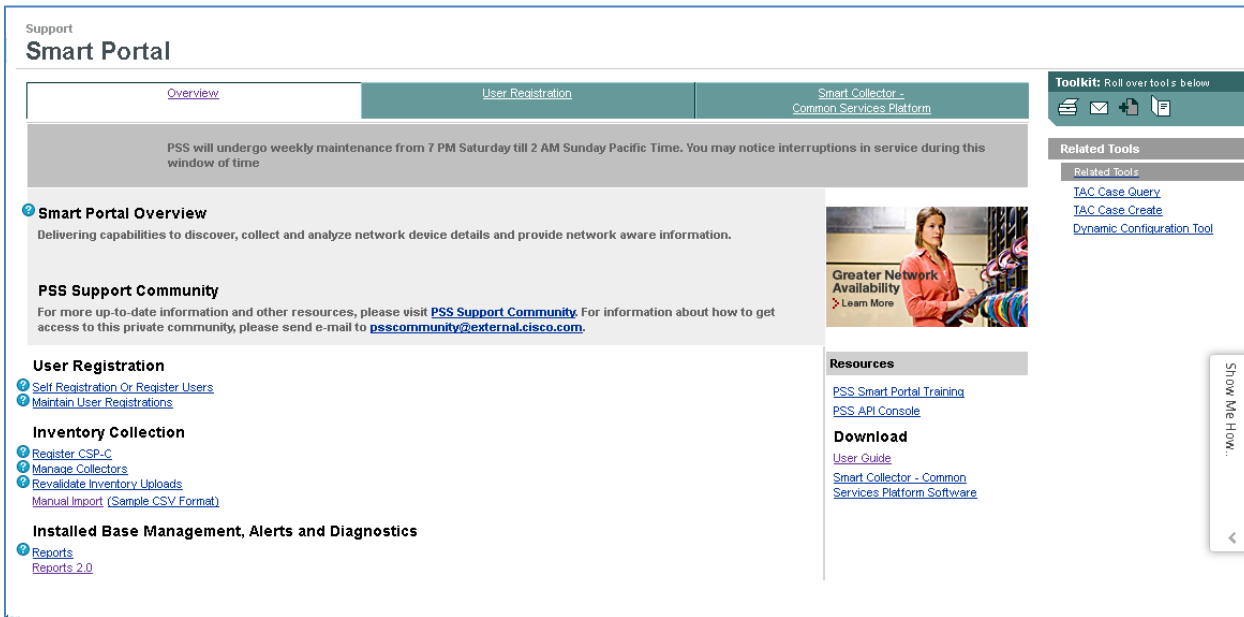 Support
Smart Portal
Overview
User Registration
Smart Collector -
Common Services Platform
PSS will undergo weekly maintenance from 7 PM Saturday till 2 AM Sunday Pacific Time. You may notice interruptions in service during this
window of time
Smart Portal Overview
Delivering capabilities to discover, collect and analyze network device details and provide network aware information.
PSS Support Community
For more up-to-date information and other resources, please visit PSS Support Community. For information about how to get
access to this private community, please send e-mail to psscommunity@external.cisco.com.
User Registration
Self Registration Or Register Users
Maintain User Registrations
Inventory Collection
Register CSP-C
Manage Collectors
Revalidate Inventory Uploads
Manual Import (Sample CSV Format)
Installed Base Management, Alerts and Diagnostics
Reports
Reports 2.0
Greater Network
Availability
Learn More
Resources
PSS Smart Portal Training
PSS API Console
Download
User Guide
Smart Collector - Common
Services Platform Software
Toolkit: Roll over tools below
Related Tools
Related Tools
TAC Case Query
TAC Case Create
Dynamic Configuration Tool
Show Me How..